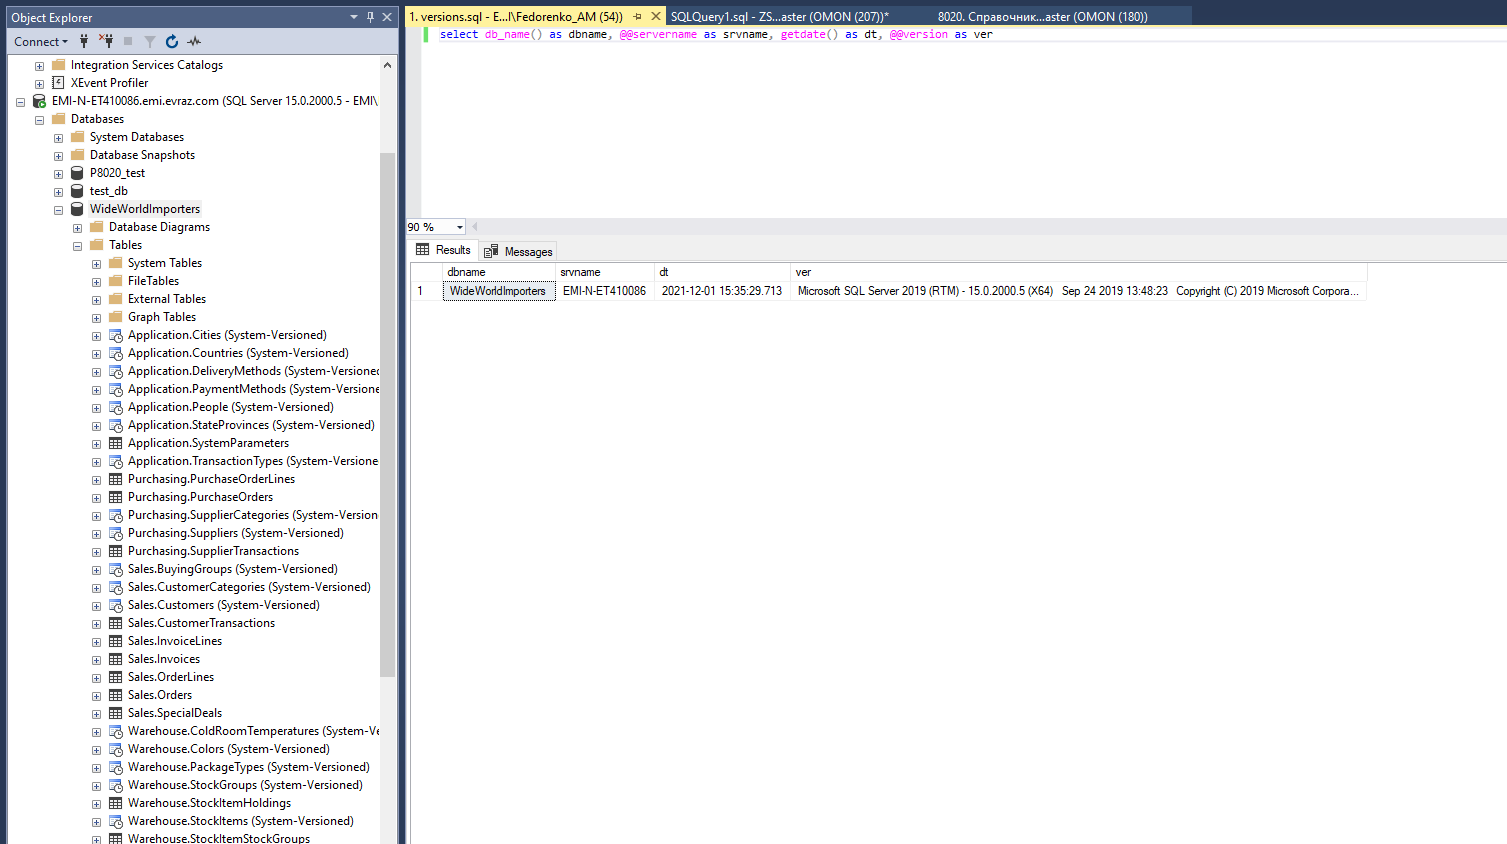 Object Explorer
Connect
Integration Services Catalogs
XEvent Profiler
EMI-N-ET410086.emi.evraz.com (SQL Server 15.0.2000.5 - EMI\
Databases
System Databases
Database Snapshots
P8020_test
test_db
WideWorldImporters
Database Diagrams
Tables
System Tables
FileTables
External Tables
Graph Tables
Application.Cities (System-Versioned)
Application.Countries (System-Versioned)
Application.DeliveryMethods (System-Versioned
Application.PaymentMethods (System-Versione
Application.People (System-Versioned)
Application.StateProvinces (System-Versioned)
Application.SystemParameters
Application.TransactionTypes (System-Versione
Purchasing.PurchaseOrderLines
Purchasing.PurchaseOrders
Purchasing.SupplierCategories (System-Version
Purchasing.Suppliers (System-Versioned)
Purchasing.SupplierTransactions
Sales.BuyingGroups (System-Versioned)
Sales.CustomerCategories (System-Versioned)
Sales.Customers (System-Versioned)
Sales.CustomerTransactions
Sales.InvoiceLines
Sales.Invoices
Sales.OrderLines
Sales.Orders
Sales.SpecialDeals
Warehouse.ColdRoomTemperatures (System-Ve
Warehouse.Colors (System-Versioned)
Warehouse.PackageTypes (System-Versioned)
Warehouse.StockGroups (System-Versioned)
Warehouse.StockItemHoldings
Warehouse.StockItems (System-Versioned)
Warehouse.StockItemStockGroups
1. versions.sql - E...I\Fedorenko_AM (54)) SQLQuery1.sql - ZS...aster (OMON (207))* 8020. Справочник...aster (OMON (180))
select db_name() as dbname, @@servername as srvname, getdate() as dt, @@version as ver
90 %
Results Messages
dbname srvname dt ver
1 WideWorldImporters EMI-N-ET410086 2021-12-01 15:35:29.713 Microsoft SQL Server 2019 (RTM) - 15.0.2000.5 (X64) Sep 24 2019 13:48:23 Copyright (C) 2019 Microsoft Corpora...